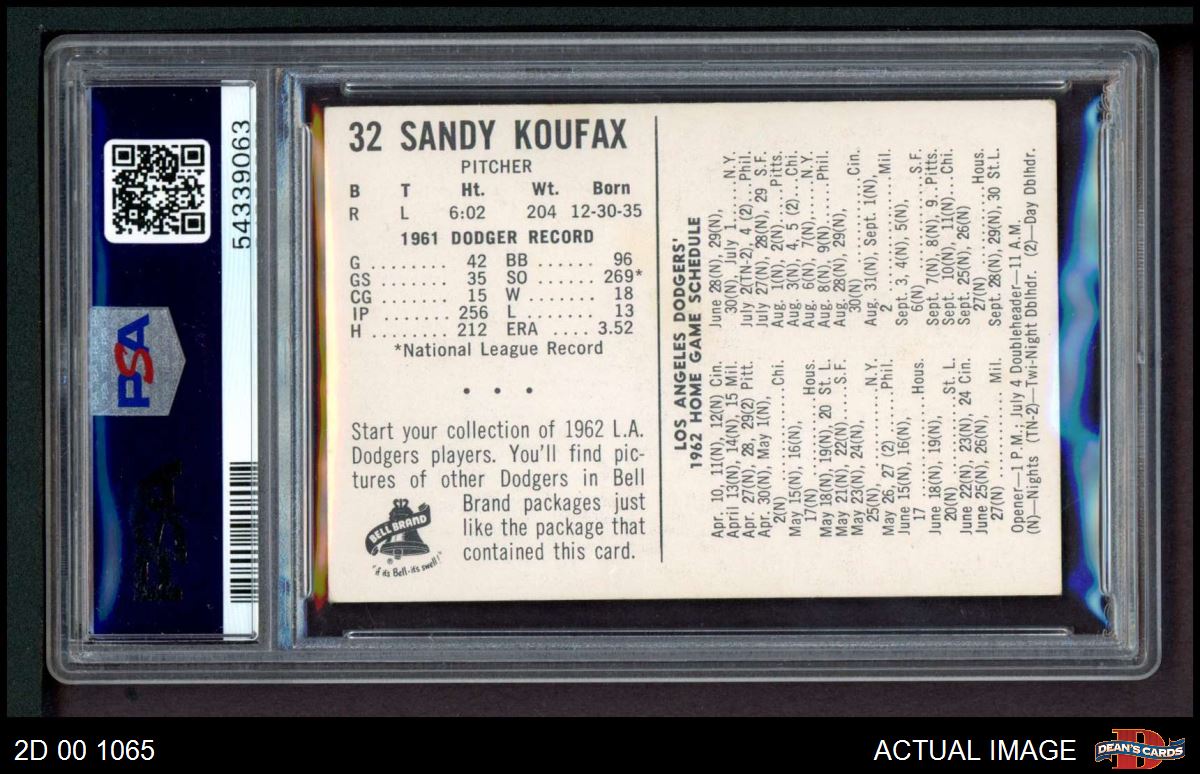 32 SANDY KOUFAX
PITCHER
B T Ht. Wt. Born
R L 6:02 204 12-30-35
1961 DODGER RECORD
G ......... 42 BB ...... 96
GS ........ 35 SO ...... 269*
CG ........ 15 W ....... 18
IP ........ 256 L ....... 13
H ........ 212 ERA .... 3.52
*National League Record
• • •
Start your collection of 1962 L.A.
Dodgers players. You'll find pic-
tures of other Dodgers in Bell
Brand packages just
like the package that
contained this card.
BELL BRAND
®
"if it's Bell-it's swell!"
LOS ANGELES DODGERS'
1962 HOME GAME SCHEDULE
Apr. 10, 11(N), 12(N) Cin.
April 13(N), 14(N), 15 Mil.
Apr. 27(N), 28, 29(2) Pitt.
Apr. 30(N), May 1(N),
2(N) ............Chi.
May 15(N), 16(N),
17(N) ..........Hous.
May 18(N), 19(N), 20 St. L.
May 21(N), 22(N)....S.F.
May 23(N), 24(N),
25(N), ..........N.Y.
May 26, 27 (2) .....Phil.
June 15(N), 16(N),
17 ............Hous.
June 18(N), 19(N),
20(N) ..........St. L.
June 22(N), 23(N), 24 Cin.
June 25(N), 26(N),
27(N) .......... Mil.
June 28(N), 29(N),
30(N), July 1......N.Y.
July 2(TN-2), 4 (2)...Phil.
July 27(N), 28(N), 29 S.F.
Aug. 1(N), 2(N)....Pitts.
Aug. 3(N), 4, 5 (2)...Chi.
Aug. 6(N), 7(N),....N.Y.
Aug. 8(N), 9(N)....Phil.
Aug. 28(N), 29(N),
30(N) ..........Cin.
Aug. 31(N), Sept. 1(N),
2 ............. Mil.
Sept. 3, 4(N), 5(N),
6(N) ............S.F.
Sept. 7(N), 8(N), 9..Pitts.
Sept. 10(N), 11(N)...Chi.
Sept. 25(N), 26(N)
27(N) ..........Hous.
Sept. 28(N), 29(N), 30 St.L.
Opener—1 P.M.; July 4 Doubleheader—11 A.M.
(N)—Nights (TN-2)—Twi-Night Dblhdr. (2)—Day Dblhdr.
54339063
PSA
PSA
2D 00 1065
ACTUAL IMAGE
DEAN'S CARDS